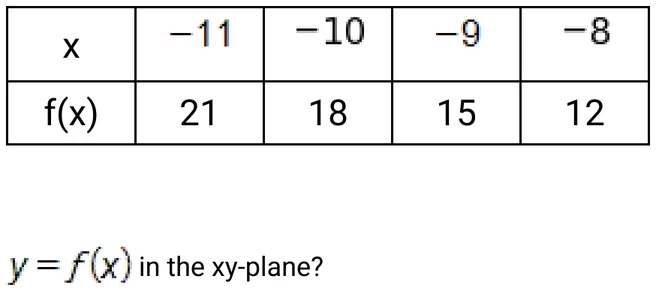 x −11 −10 −9 −8
f(x) 21 18 15 12
y = f(x) in the xy-plane?